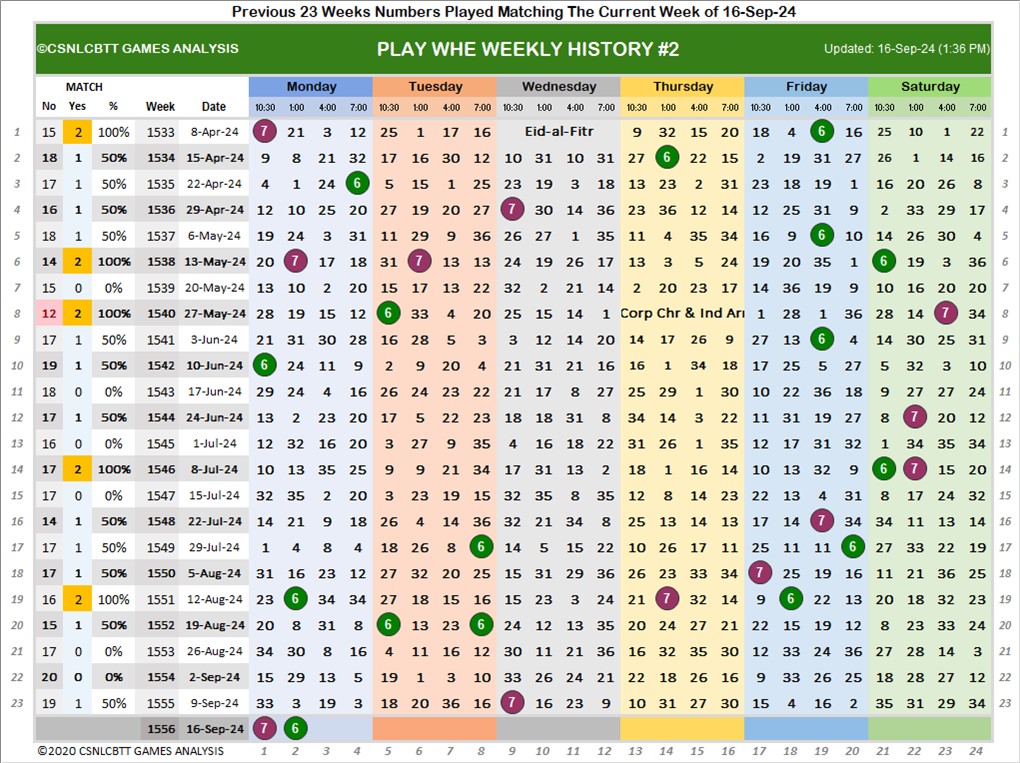 Previous 23 Weeks Numbers Played Matching The Current Week of 16-Sep-24
©CSNLCBTT GAMES ANALYSIS PLAY WHE WEEKLY HISTORY #2 Updated: 16-Sep-24 (1:36 PM)
MATCH Monday Tuesday Wednesday Thursday Friday Saturday
No Yes % Week Date 10:30 1:00 4:00 7:00 10:30 1:00 4:00 7:00 10:30 1:00 4:00 7:00 10:30 1:00 4:00 7:00 10:30 1:00 4:00 7:00 10:30 1:00 4:00 7:00
1 15 2 100% 1533 8-Apr-24 7 21 3 12 25 1 17 16 Eid-al-Fitr 9 32 15 20 18 4 6 16 25 10 1 22 1
2 18 1 50% 1534 15-Apr-24 9 8 21 32 17 16 30 12 10 31 10 31 27 6 22 15 2 19 31 27 26 1 14 16 2
3 17 1 50% 1535 22-Apr-24 4 1 24 6 5 15 1 25 23 19 3 18 13 23 2 31 23 18 19 1 16 20 26 8 3
4 16 1 50% 1536 29-Apr-24 12 10 25 20 27 19 20 27 7 30 14 36 23 36 12 14 12 25 31 9 2 33 29 17 4
5 18 1 50% 1537 6-May-24 19 24 3 31 11 29 9 36 26 27 1 35 11 4 35 34 16 9 6 10 14 26 30 4 5
6 14 2 100% 1538 13-May-24 20 7 17 18 31 7 13 13 24 19 26 17 13 3 5 24 19 20 35 1 6 19 3 36 6
7 15 0 0% 1539 20-May-24 13 10 2 20 15 17 13 22 32 2 21 14 2 20 23 17 14 36 19 9 10 16 20 20 7
8 12 2 100% 1540 27-May-24 28 19 15 12 6 33 4 20 25 15 14 1 Corp Chr & Ind Arr 1 28 1 36 28 14 7 34 8
9 17 1 50% 1541 3-Jun-24 21 31 30 28 16 28 5 3 3 12 14 20 14 17 26 9 27 13 6 4 14 30 25 31 9
10 19 1 50% 1542 10-Jun-24 6 24 11 9 2 9 20 4 21 31 21 16 16 1 34 18 17 25 5 27 5 32 3 10 10
11 18 0 0% 1543 17-Jun-24 29 24 4 16 26 24 23 22 21 17 8 27 25 29 1 30 10 22 36 18 9 27 27 24 11
12 17 1 50% 1544 24-Jun-24 13 2 23 20 17 5 22 23 18 18 31 8 34 14 3 22 11 31 19 27 8 7 20 12 12
13 16 0 0% 1545 1-Jul-24 12 32 16 20 3 27 9 35 4 16 18 22 31 26 1 35 12 17 31 32 1 34 35 34 13
14 17 2 100% 1546 8-Jul-24 10 13 35 25 9 9 21 34 17 31 13 2 18 1 16 14 10 13 32 9 6 7 15 20 14
15 17 0 0% 1547 15-Jul-24 32 35 2 20 3 23 19 15 32 35 8 35 12 8 14 23 22 13 4 31 8 17 24 32 15
16 14 1 50% 1548 22-Jul-24 14 21 9 18 26 4 14 36 32 21 34 8 25 13 14 13 17 14 7 34 34 11 13 14 16
17 17 1 50% 1549 29-Jul-24 1 4 8 4 18 26 8 6 14 5 15 22 10 26 17 11 25 11 11 6 27 33 22 19 17
18 17 1 50% 1550 5-Aug-24 31 16 23 12 27 32 20 25 15 31 29 36 26 23 33 34 7 25 19 16 11 21 36 25 18
19 16 2 100% 1551 12-Aug-24 23 6 34 34 27 18 15 16 15 23 3 24 21 7 32 14 9 6 22 13 20 18 32 23 19
20 15 1 50% 1552 19-Aug-24 20 8 31 8 6 13 23 6 24 12 13 35 20 24 27 21 22 15 19 12 8 23 33 24 20
21 17 0 0% 1553 26-Aug-24 34 30 8 16 4 11 16 12 30 11 21 36 16 32 35 30 12 33 24 36 27 28 14 3 21
22 20 0 0% 1554 2-Sep-24 15 29 13 5 19 1 3 10 33 26 24 21 22 18 26 16 9 33 26 25 18 28 27 12 22
23 19 1 50% 1555 9-Sep-24 33 3 19 3 18 20 36 16 7 16 23 9 10 31 27 30 15 4 16 2 35 31 29 34 23
1556 16-Sep-24 7 6
©2020 CSNLCBTT GAMES ANALYSIS 1 2 3 4 5 6 7 8 9 10 11 12 13 14 15 16 17 18 19 20 21 22 23 24